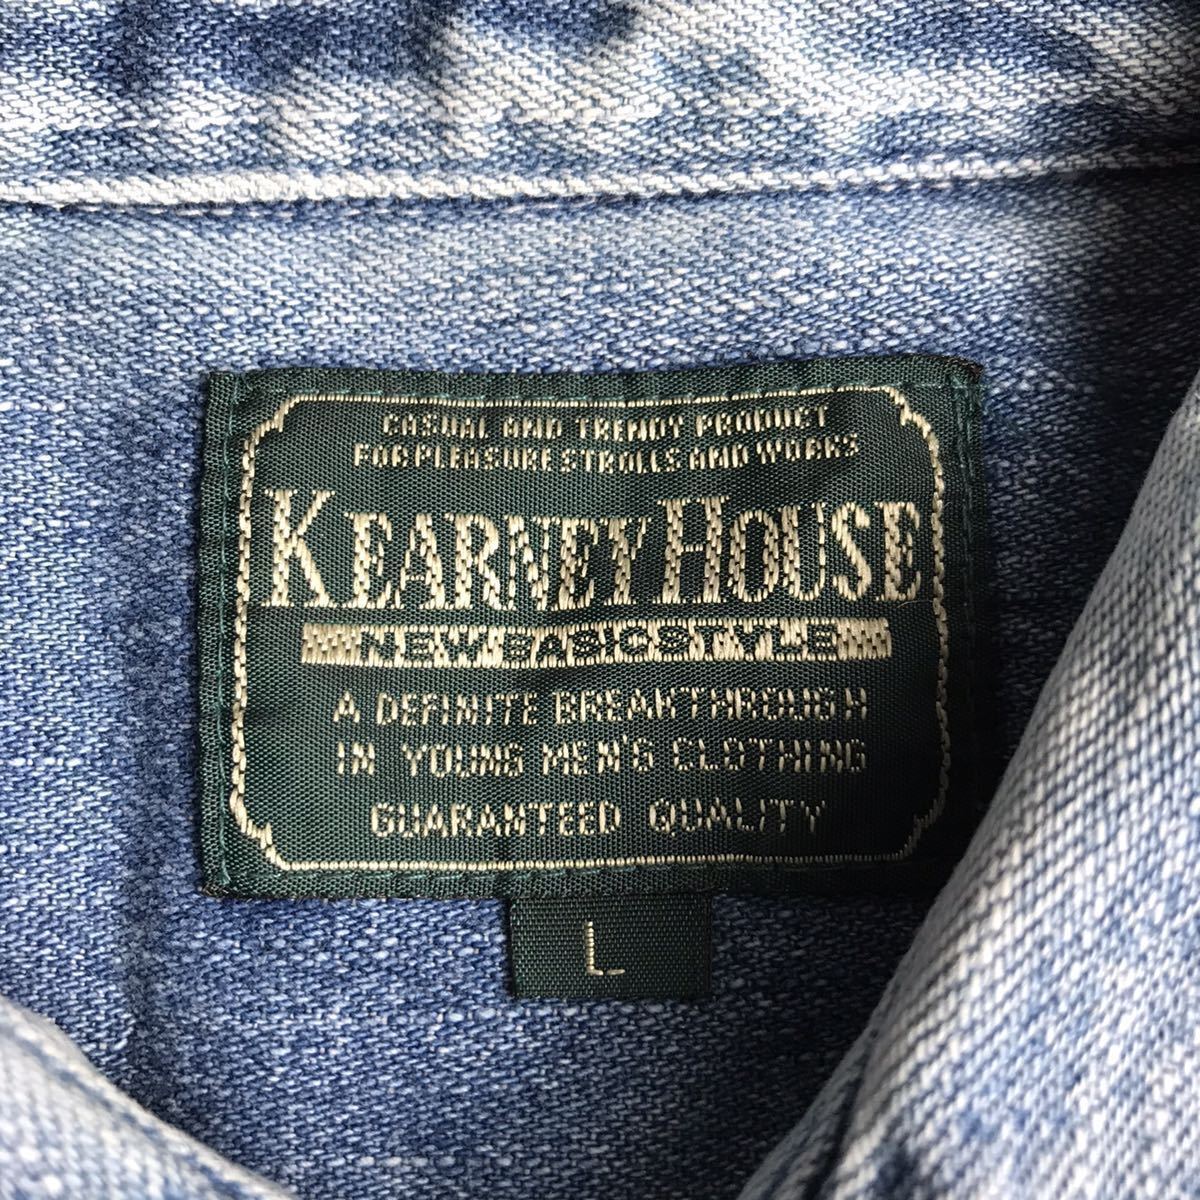 CASUAL AND TRENDY PRODUCT
FOR PLEASURE STROLLS AND WORKS
KEARNEY HOUSE
NEW BASIC STYLE
A DEFINITE BREAKTHROUGH
IN YOUNG MEN'S CLOTHING
GUARANTEED QUALITY
L